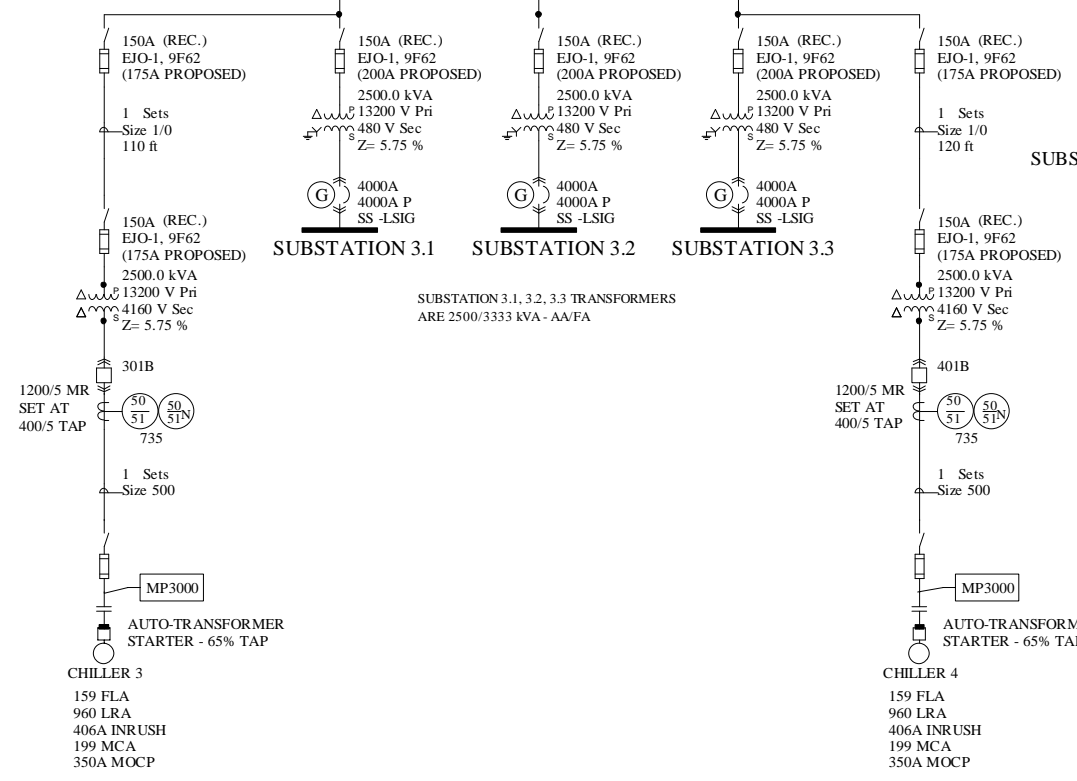 150A (REC.)
EJO-1, 9F62
(175A PROPOSED)
1 Sets
Size 1/0
110 ft
150A (REC.)
EJO-1, 9F62
(175A PROPOSED)
2500.0 kVA
P
13200 V Pri
4160 V Sec
S
Z= 5.75 %
301B
1200/5 MR
SET AT
400/5 TAP
50
51
50
51N
735
1 Sets
Size 500
MP3000
AUTO-TRANSFORMER
STARTER - 65% TAP
CHILLER 3
159 FLA
960 LRA
406A INRUSH
199 MCA
350A MOCP
150A (REC.)
EJO-1, 9F62
(200A PROPOSED)
2500.0 kVA
P
13200 V Pri
480 V Sec
S
Z= 5.75 %
G
4000A
4000A P
SS -LSIG
SUBSTATION 3.1
150A (REC.)
EJO-1, 9F62
(200A PROPOSED)
2500.0 kVA
P
13200 V Pri
480 V Sec
S
Z= 5.75 %
G
4000A
4000A P
SS -LSIG
SUBSTATION 3.2
150A (REC.)
EJO-1, 9F62
(200A PROPOSED)
2500.0 kVA
P
13200 V Pri
480 V Sec
S
Z= 5.75 %
G
4000A
4000A P
SS -LSIG
SUBSTATION 3.3
SUBSTATION 3.1, 3.2, 3.3 TRANSFORMERS
ARE 2500/3333 kVA - AA/FA
150A (REC.)
EJO-1, 9F62
(175A PROPOSED)
1 Sets
Size 1/0
120 ft
SUBS
150A (REC.)
EJO-1, 9F62
(175A PROPOSED)
2500.0 kVA
P
13200 V Pri
4160 V Sec
S
Z= 5.75 %
401B
1200/5 MR
SET AT
400/5 TAP
50
51
50
51N
735
1 Sets
Size 500
MP3000
AUTO-TRANSFORM
STARTER - 65% TA
CHILLER 4
159 FLA
960 LRA
406A INRUSH
199 MCA
350A MOCP